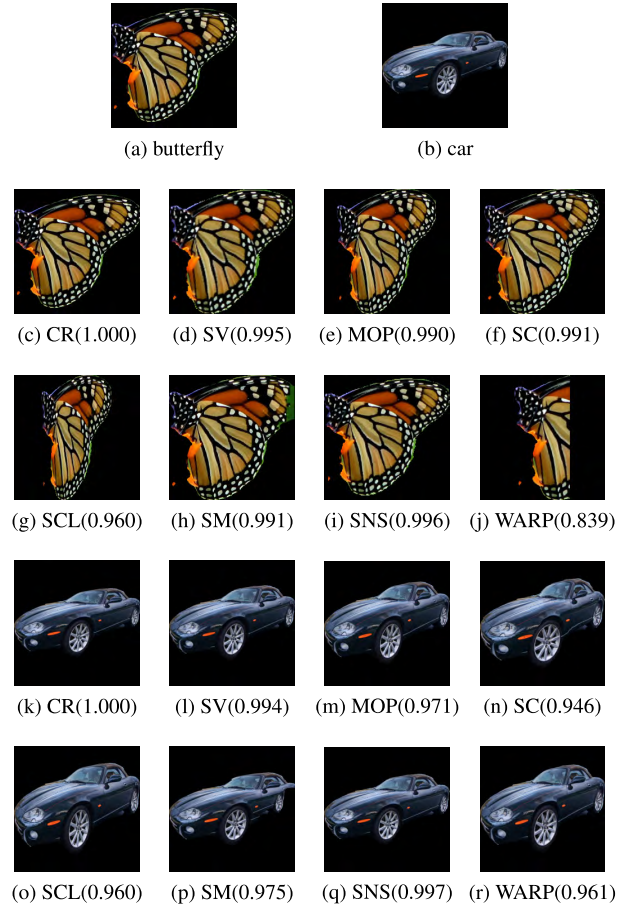 (a) butterfly (b) car
(c) CR(1.000) (d) SV(0.995) (e) MOP(0.990) (f) SC(0.991)
(g) SCL(0.960) (h) SM(0.991) (i) SNS(0.996) (j) WARP(0.839)
(k) CR(1.000) (l) SV(0.994) (m) MOP(0.971) (n) SC(0.946)
(o) SCL(0.960) (p) SM(0.975) (q) SNS(0.997) (r) WARP(0.961)